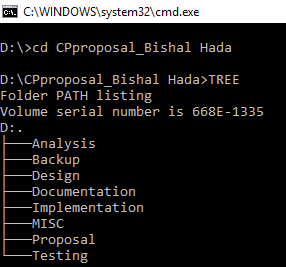 C:\WINDOWS\system32\cmd.exe
D:\>cd CPproposal_Bishal Hada
D:\CPproposal_Bishal Hada>TREE
Folder PATH listing
Volume serial number is 668E-1335
D:.
├───Analysis
├───Backup
├───Design
├───Documentation
├───Implementation
├───MISC
├───Proposal
└───Testing